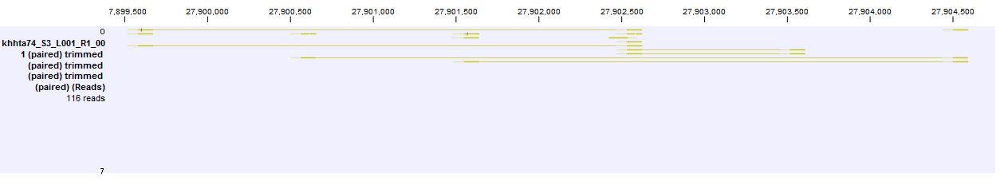 7,899,500 27,900,000 27,900,500 27,901,000 27,901,500 27,902,000 27,902,500 27,903,000 27,903,500 27,904,000 27,904,500
0
khhta74_S3_L001_R1_00
1 (paired) trimmed
(paired) trimmed
(paired) trimmed
(paired) (Reads)
116 reads
7